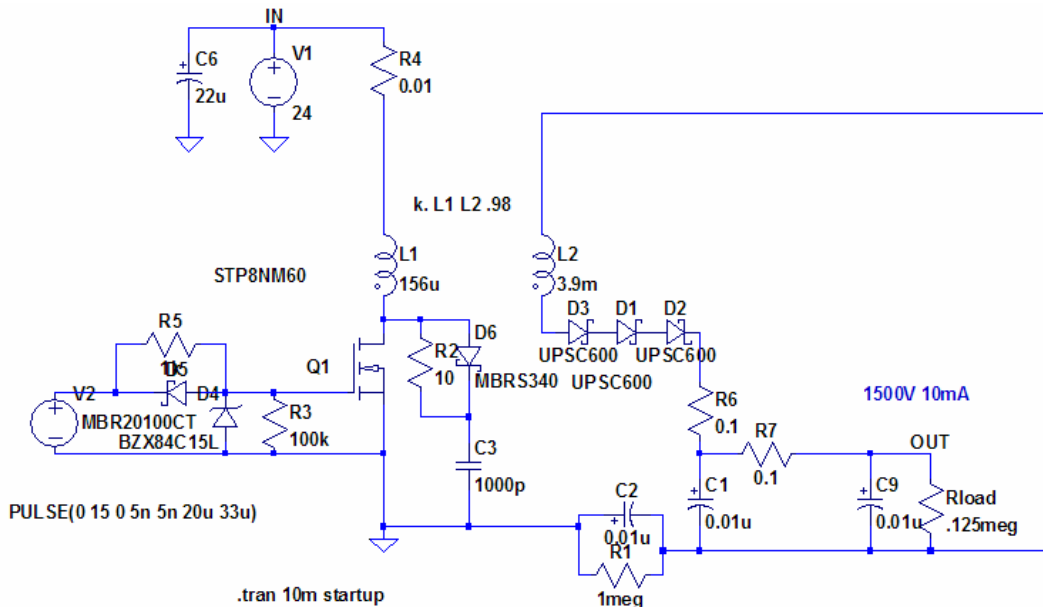 IN
C6
22u
V1
24
R4
0.01
k. L1 L2 .98
L1
156u
L2
3.9m
STP8NM60
D3
D1
D2
UPSC600
UPSC600
UPSC600
R5
1k
D5
D4
V2
MBR20100CT
BZX84C15L
R3
100k
Q1
R2
10
D6
MBRS340
C3
1000p
R6
0.1
R7
0.1
1500V 10mA
OUT
C1
0.01u
C9
0.01u
Rload
.125meg
C2
0.01u
R1
1meg
PULSE(0 15 0 5n 5n 20u 33u)
.tran 10m startup